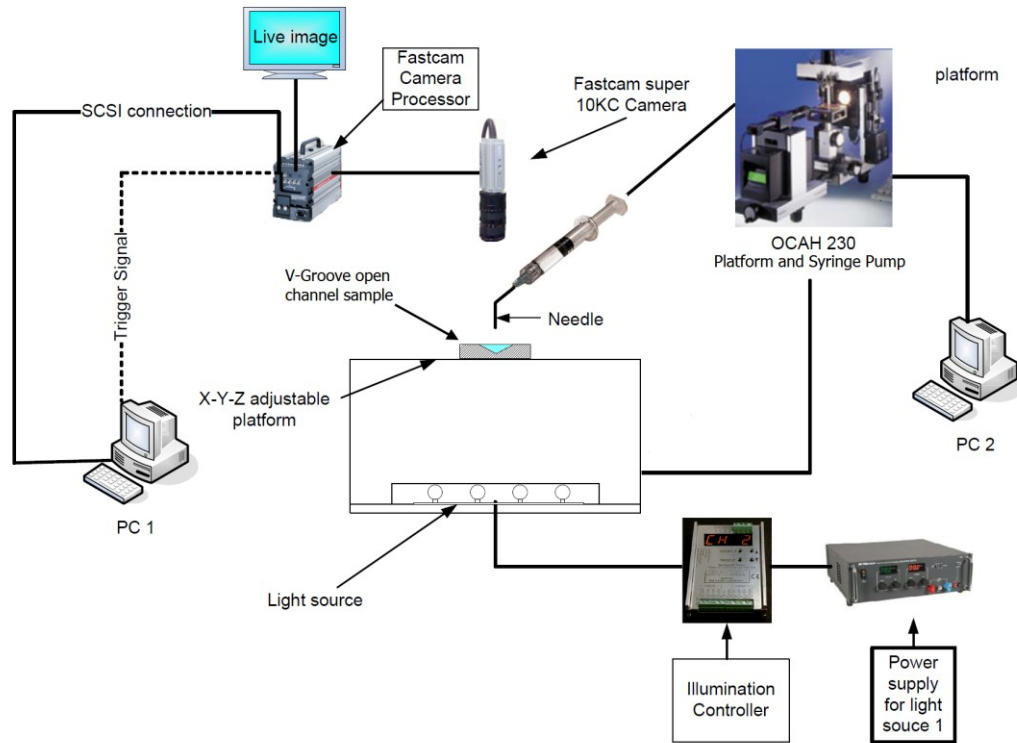 Live image
Fastcam
Camera
Processor
Fastcam super
10KC Camera
platform
SCSI connection
OCAH 230
Platform and Syringe Pump
Trigger Signal
V-Groove open
channel sample
Needle
X-Y-Z adjustable
platform
PC 1
PC 2
CH 2
Light source
Illumination
Controller
Power
supply
for light
souce 1